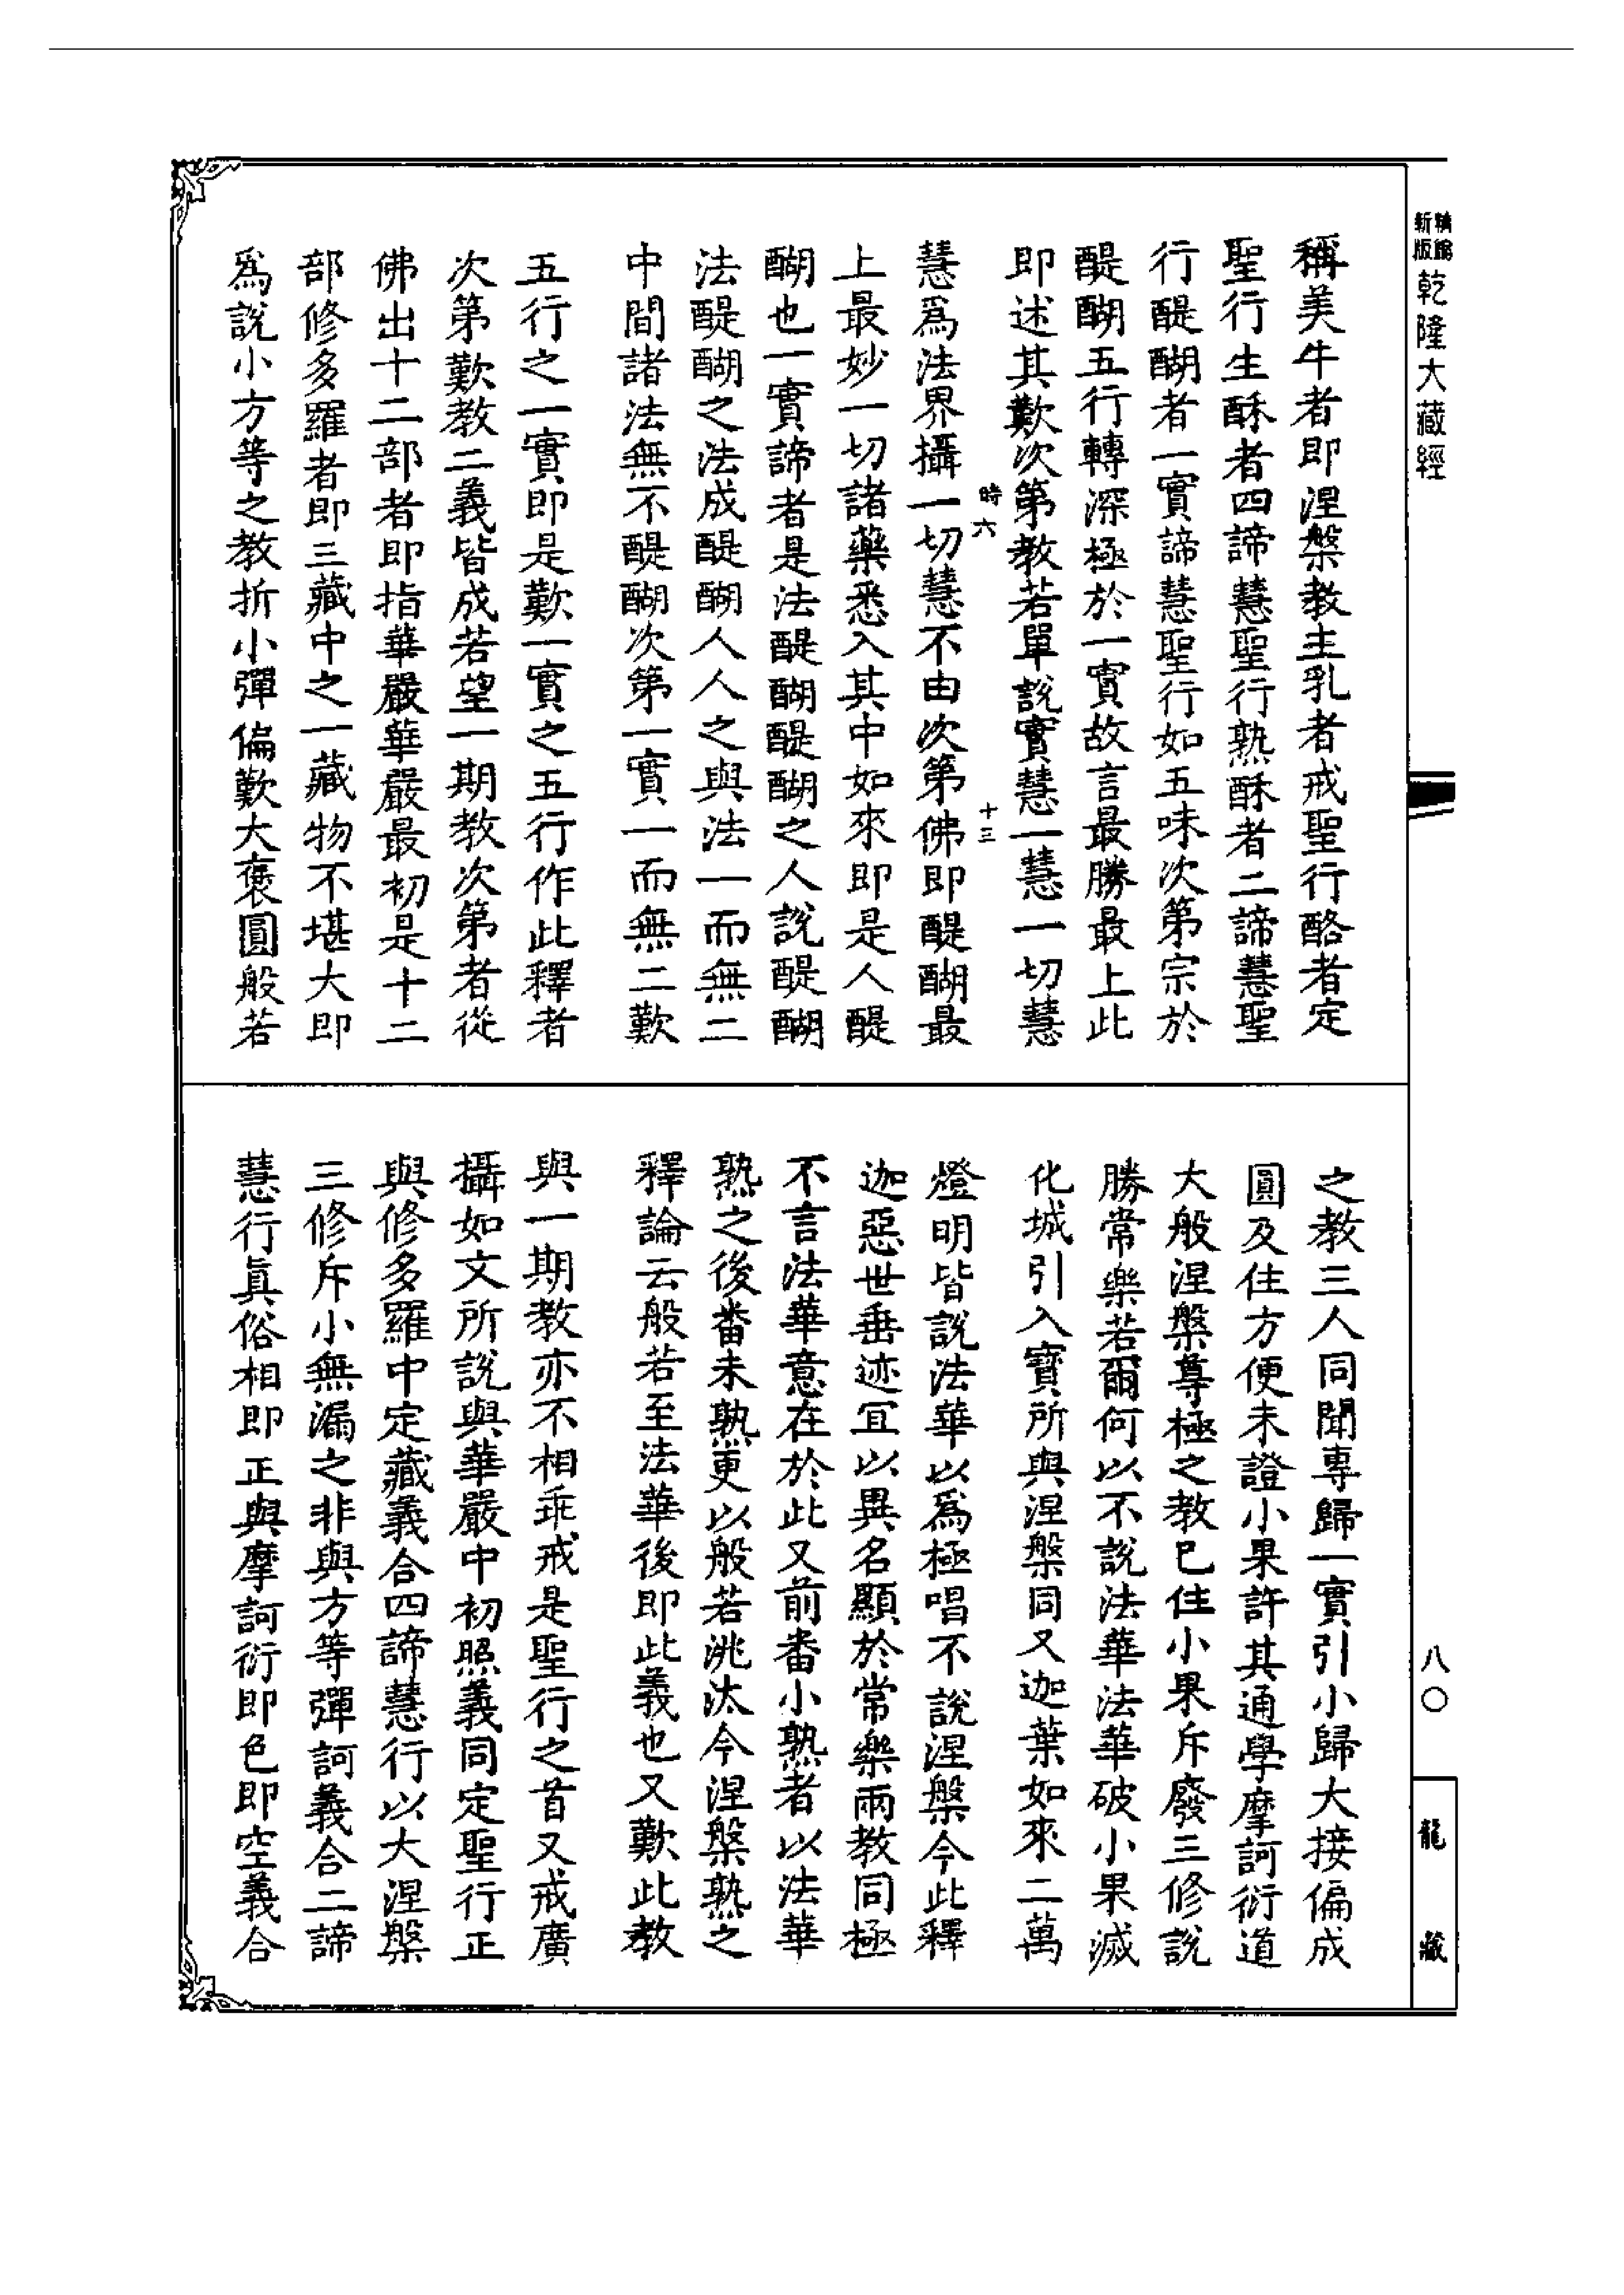 精縮新版乾隆大藏經
稱美牛者即涅槃教主乳者戒聖行酪者定
聖行生酥者四諦慧聖行熟酥者二諦慧聖
行醍醐者一實諦慧聖行如五味次第宗於
醍醐五行轉深極於一實故言最勝最上此
即述其歎次第教若單說實慧一慧一切慧
時六 十三
慧爲法界攝一切慧不由次第佛即醍醐最
上最妙一切諸藥悉入其中如來即是人醍
醐也一實諦者是法醍醐醍醐之人說醍醐
法醍醐之法成醍醐人人之與法一而無二
中間諸法無不醍醐次第一實一而無二歎
五行之一實即是歎一實之五行作此釋者
次第歎教二義皆成若望一期教次第者從
佛出十二部者即指華嚴華嚴最初是十二
部修多羅者即三藏中之一藏物不堪大即
爲說小方等之教折小彈偏歎大褒圓般若
之教三人同聞專歸一實引小歸大接偏成
圓及住方便未證小果許其通學摩訶衍道
大般涅槃尊極之教已住小果斥廢三修說
勝常樂若爾何以不說法華法華破小果滅
化城引入寶所與涅槃同又迦葉如來二萬
燈明皆說法華以爲極唱不說涅槃今此釋
迦惡世垂迹冝以異名顯於常樂兩教同極
不言法華意在於此又前番小熟者以法華
熟之後番未熟更以般若洮汰今涅槃熟之
釋論云般若至法華後即此義也又歎此教
與一期教亦不相乖戒是聖行之首又戒廣
攝如文所說與華嚴中初照義同定聖行正
與修多羅中定藏義合四諦慧行以大涅槃
三修斥小無漏之非與方等彈訶義合二諦
慧行眞俗相即正與摩訶衍即色即空義合
八〇
龍藏